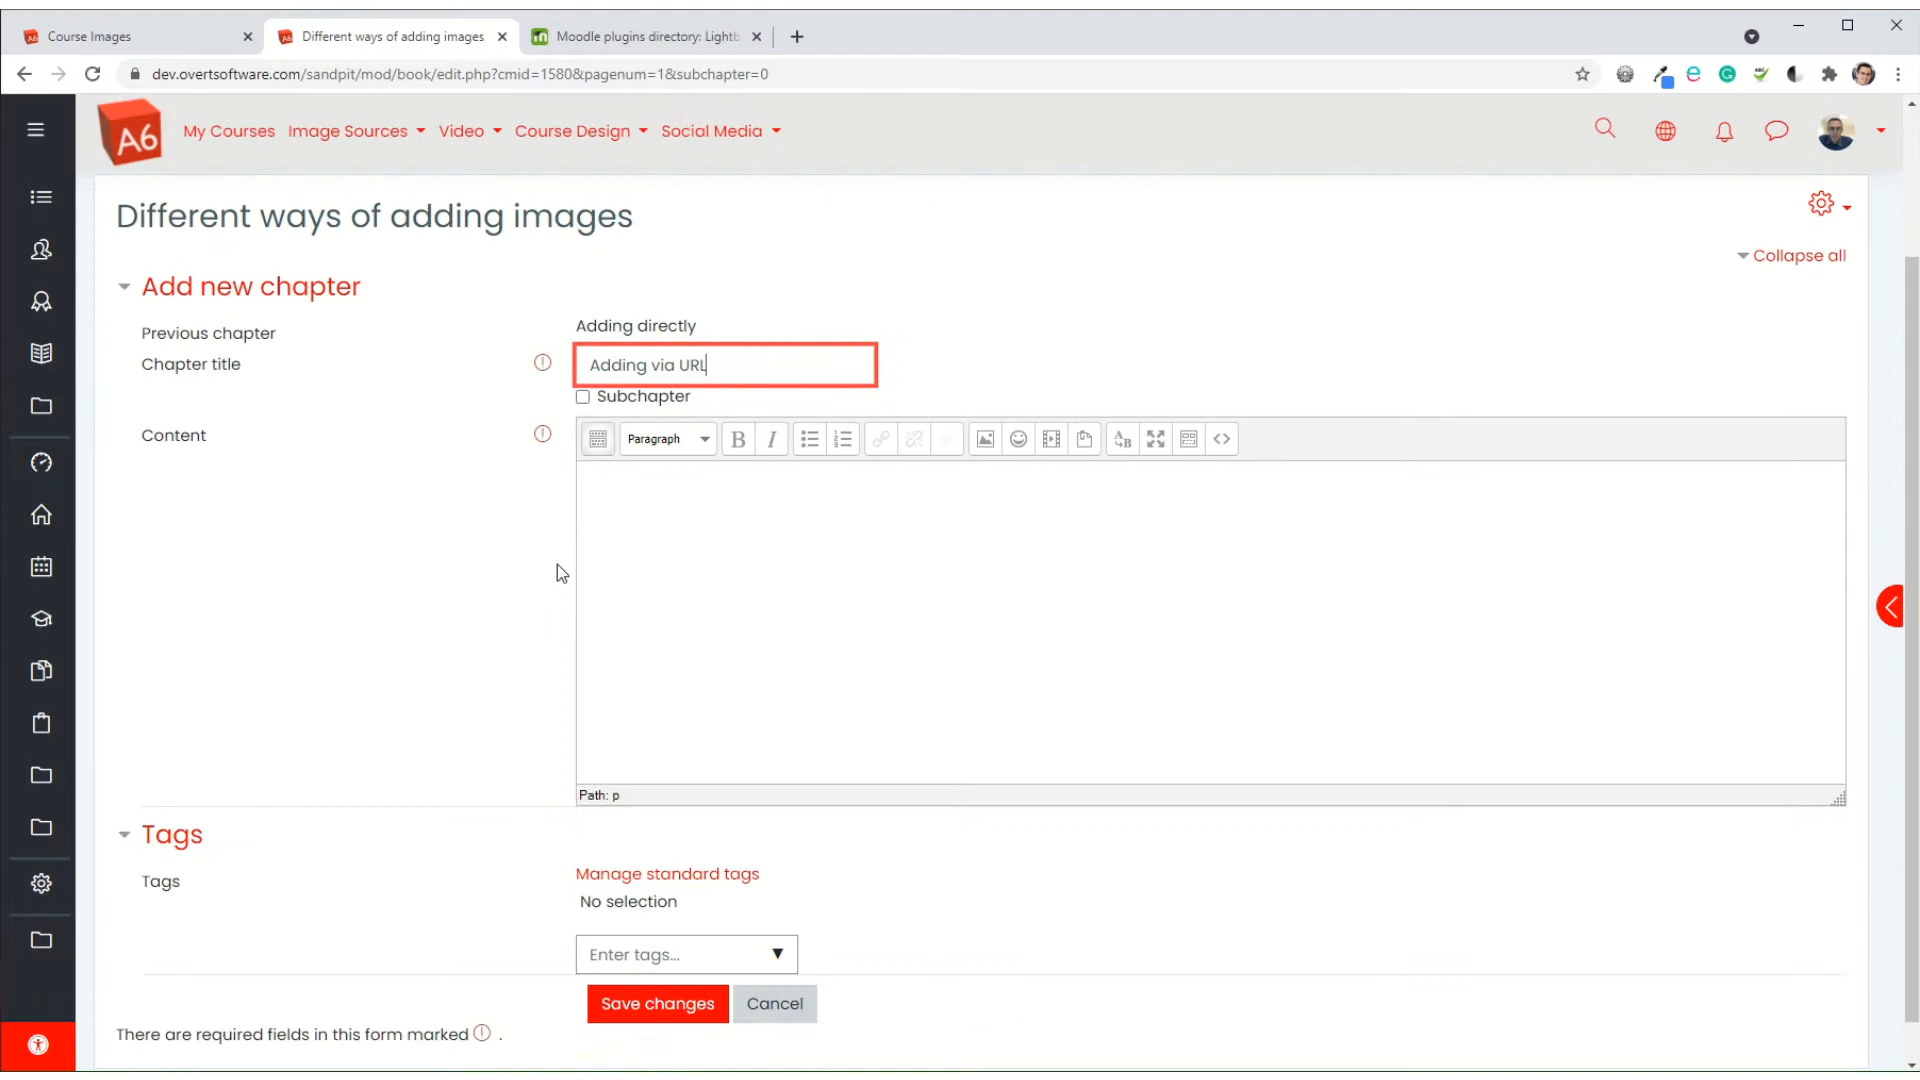 Course Images
Different ways of adding images
Moodle plugins directory: Lightb
dev.overtsoftware.com/sandpit/mod/book/edit.php?cmid=1580&pagenum=1&subchapter=0
A6 My Courses Image Sources Video Course Design Social Media
Different ways of adding images
Collapse all
Add new chapter
Previous chapter Adding directly
Chapter title Adding via URL
Subchapter
Content Paragraph B I
Path: p
Tags
Tags Manage standard tags
No selection
Enter tags...
Save changes Cancel
There are required fields in this form marked .